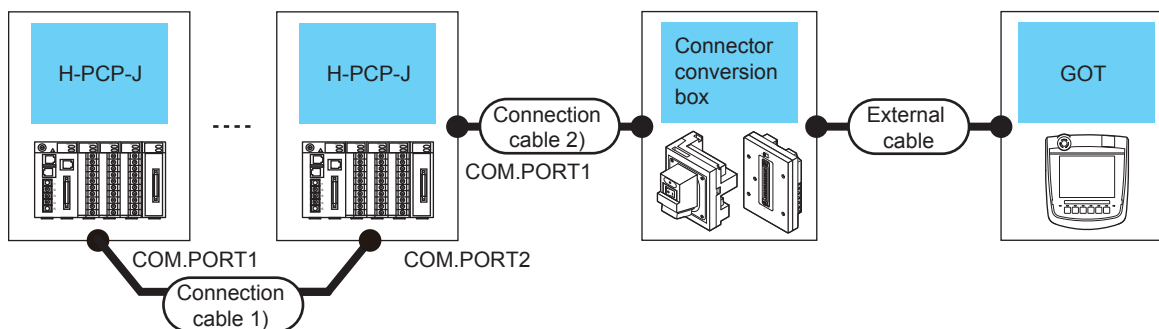 H-PCP-J
H-PCP-J
Connector
conversion
box
GOT
Connection
cable 2)
External
cable
COM.PORT1
COM.PORT1
COM.PORT2
Connection
cable 1)